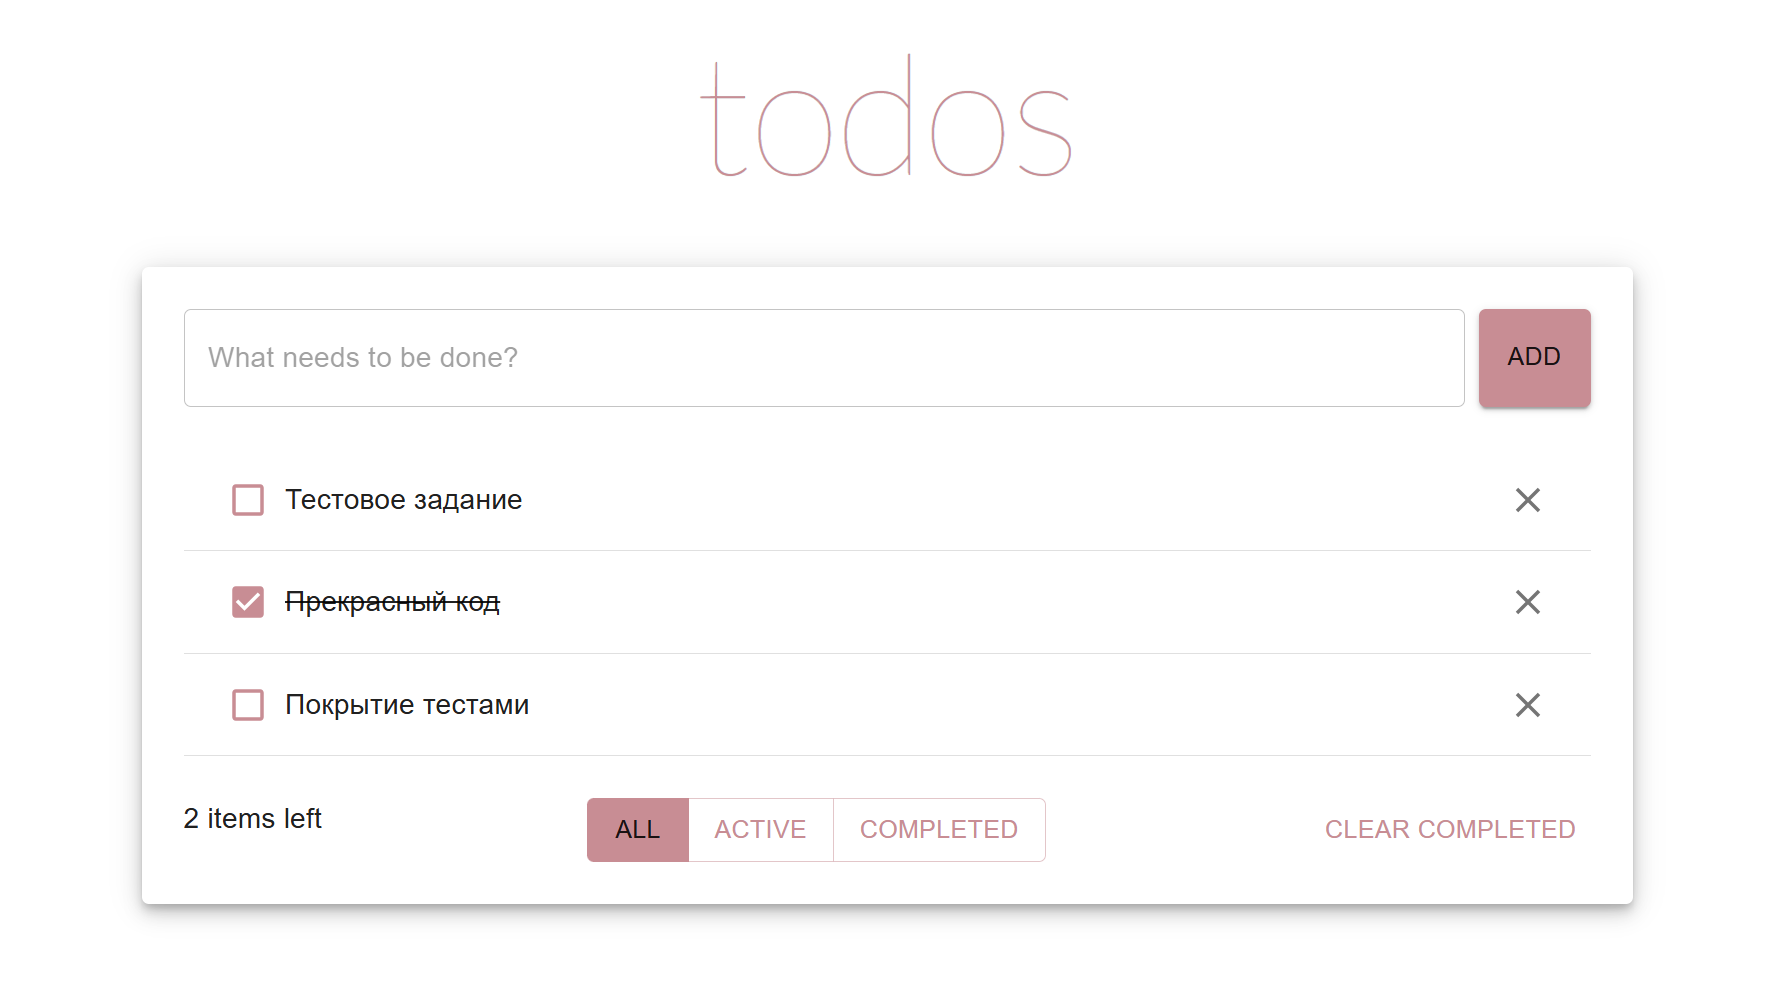 todos
What needs to be done?
ADD
Тестовое задание
Прекрасный код
Покрытие тестами
2 items left
ALL
ACTIVE
COMPLETED
CLEAR COMPLETED